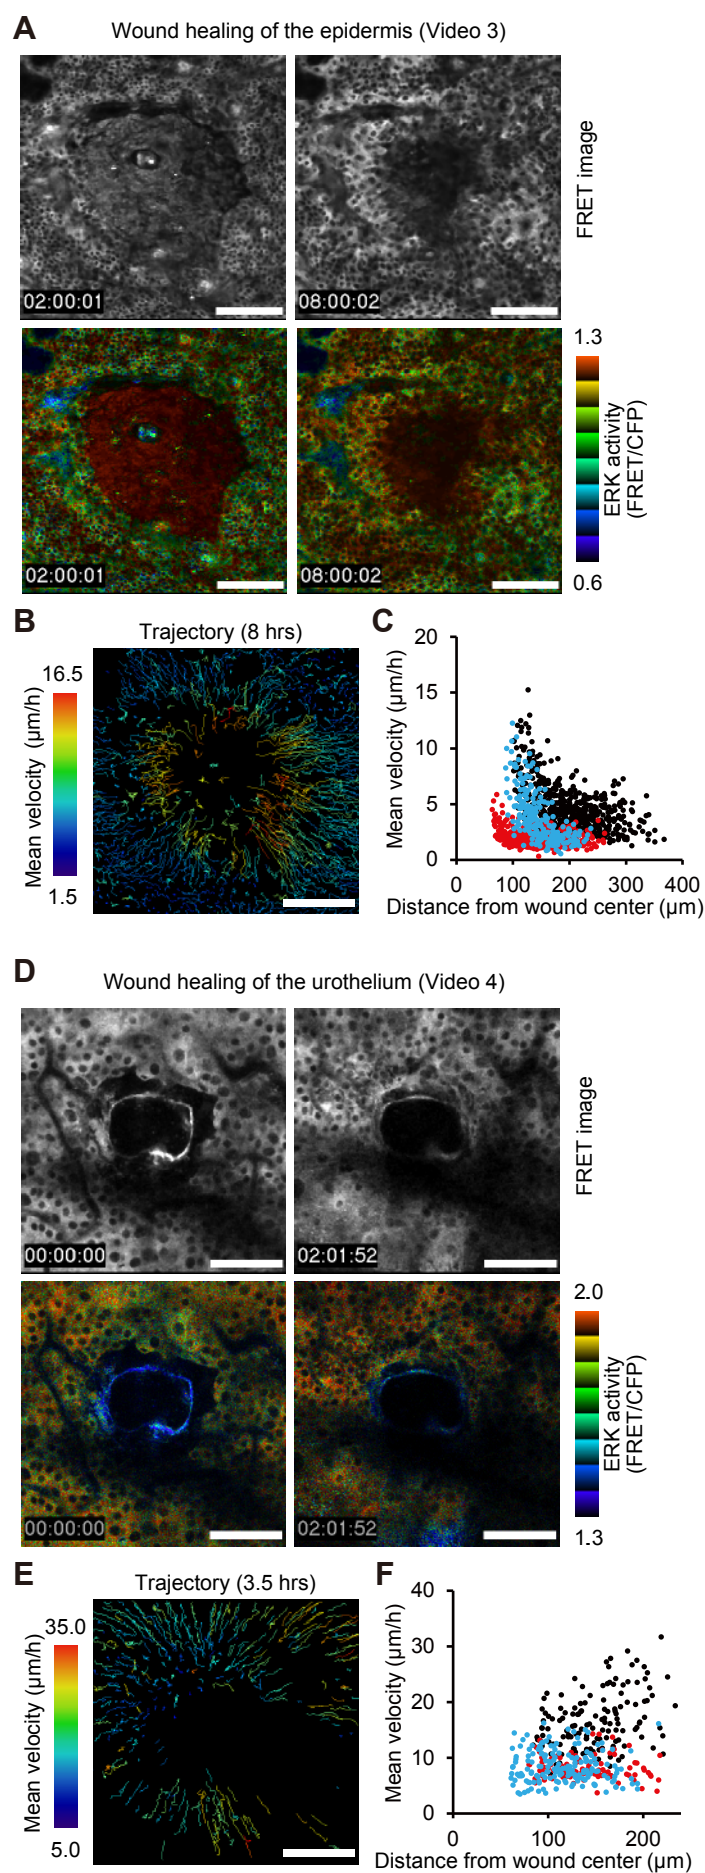 A
Wound healing of the epidermis (Video 3)
02:00:01
08:00:02
FRET image
02:00:01
08:00:02
1.3
ERK activity
(FRET/CFP)
0.6
B
Trajectory (8 hrs)
16.5
Mean velocity (μm/h)
1.5
C
20
15
10
5
0
Mean velocity (μm/h)
0 100 200 300 400
Distance from wound center (μm)
D
Wound healing of the urothelium (Video 4)
00:00:00
02:01:52
FRET image
00:00:00
02:01:52
2.0
ERK activity
(FRET/CFP)
1.3
E
Trajectory (3.5 hrs)
35.0
Mean velocity (μm/h)
5.0
F
40
30
20
10
0
Mean velocity (μm/h)
0 100 200
Distance from wound center (μm)